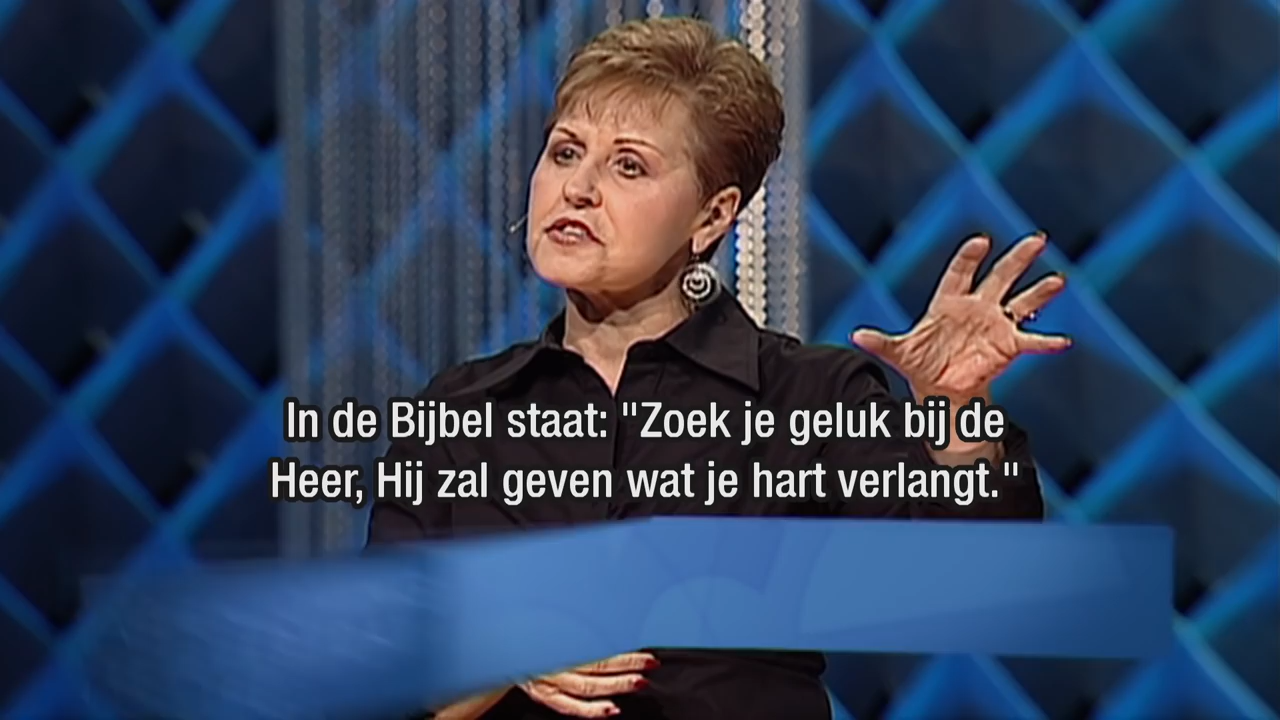 In de Bijbel staat: "Zoek je geluk bij de
Heer, Hij zal geven wat je hart verlangt."